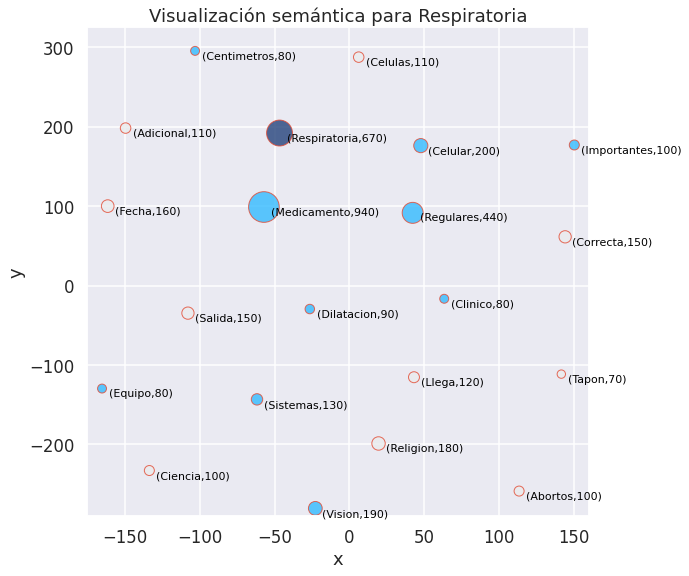 Visualización semántica para Respiratoria
300
(Centimetros,80)
(Celulas,110)
200
(Adicional,110)
(Respiratoria,670)
(Celular,200)
(Importantes,100)
100
(Fecha,160)
(Medicamento,940)
(Regulares,440)
(Correcta,150)
y
0
(Salida,150)
(Dilatacion,90)
(Clinico,80)
−100
(Equipo,80)
(Sistemas,130)
(Llega,120)
(Tapon,70)
−200
(Religion,180)
(Ciencia,100)
(Abortos,100)
(Vision,190)
−150 −100 −50 0 50 100 150
x